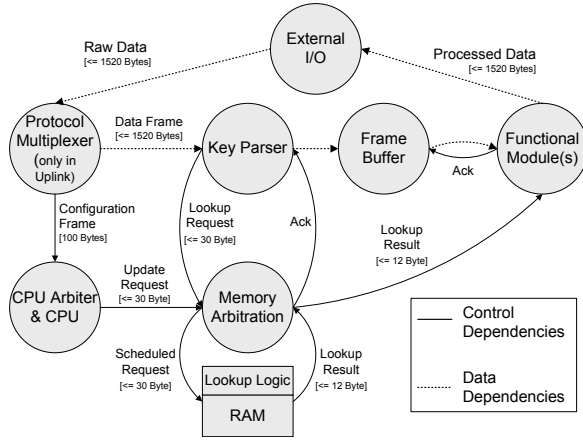 External
I/O
Raw Data
[<= 1520 Bytes]
Processed Data
[<= 1520 Bytes]
Protocol
Multiplexer
(only in
Uplink)
Data Frame
[<= 1520 Bytes]
Key Parser
Frame
Buffer
Functional
Module(s)
Ack
Configuration
Frame
[100 Bytes]
Lookup
Request
[<= 30 Byte]
Ack
Lookup
Result
[<= 12 Byte]
CPU Arbiter
& CPU
Update
Request
[<= 30 Byte]
Memory
Arbitration
Scheduled
Request
[<= 30 Byte]
Lookup
Result
[<= 12 Byte]
Lookup Logic
RAM
Control
Dependencies
Data
Dependencies